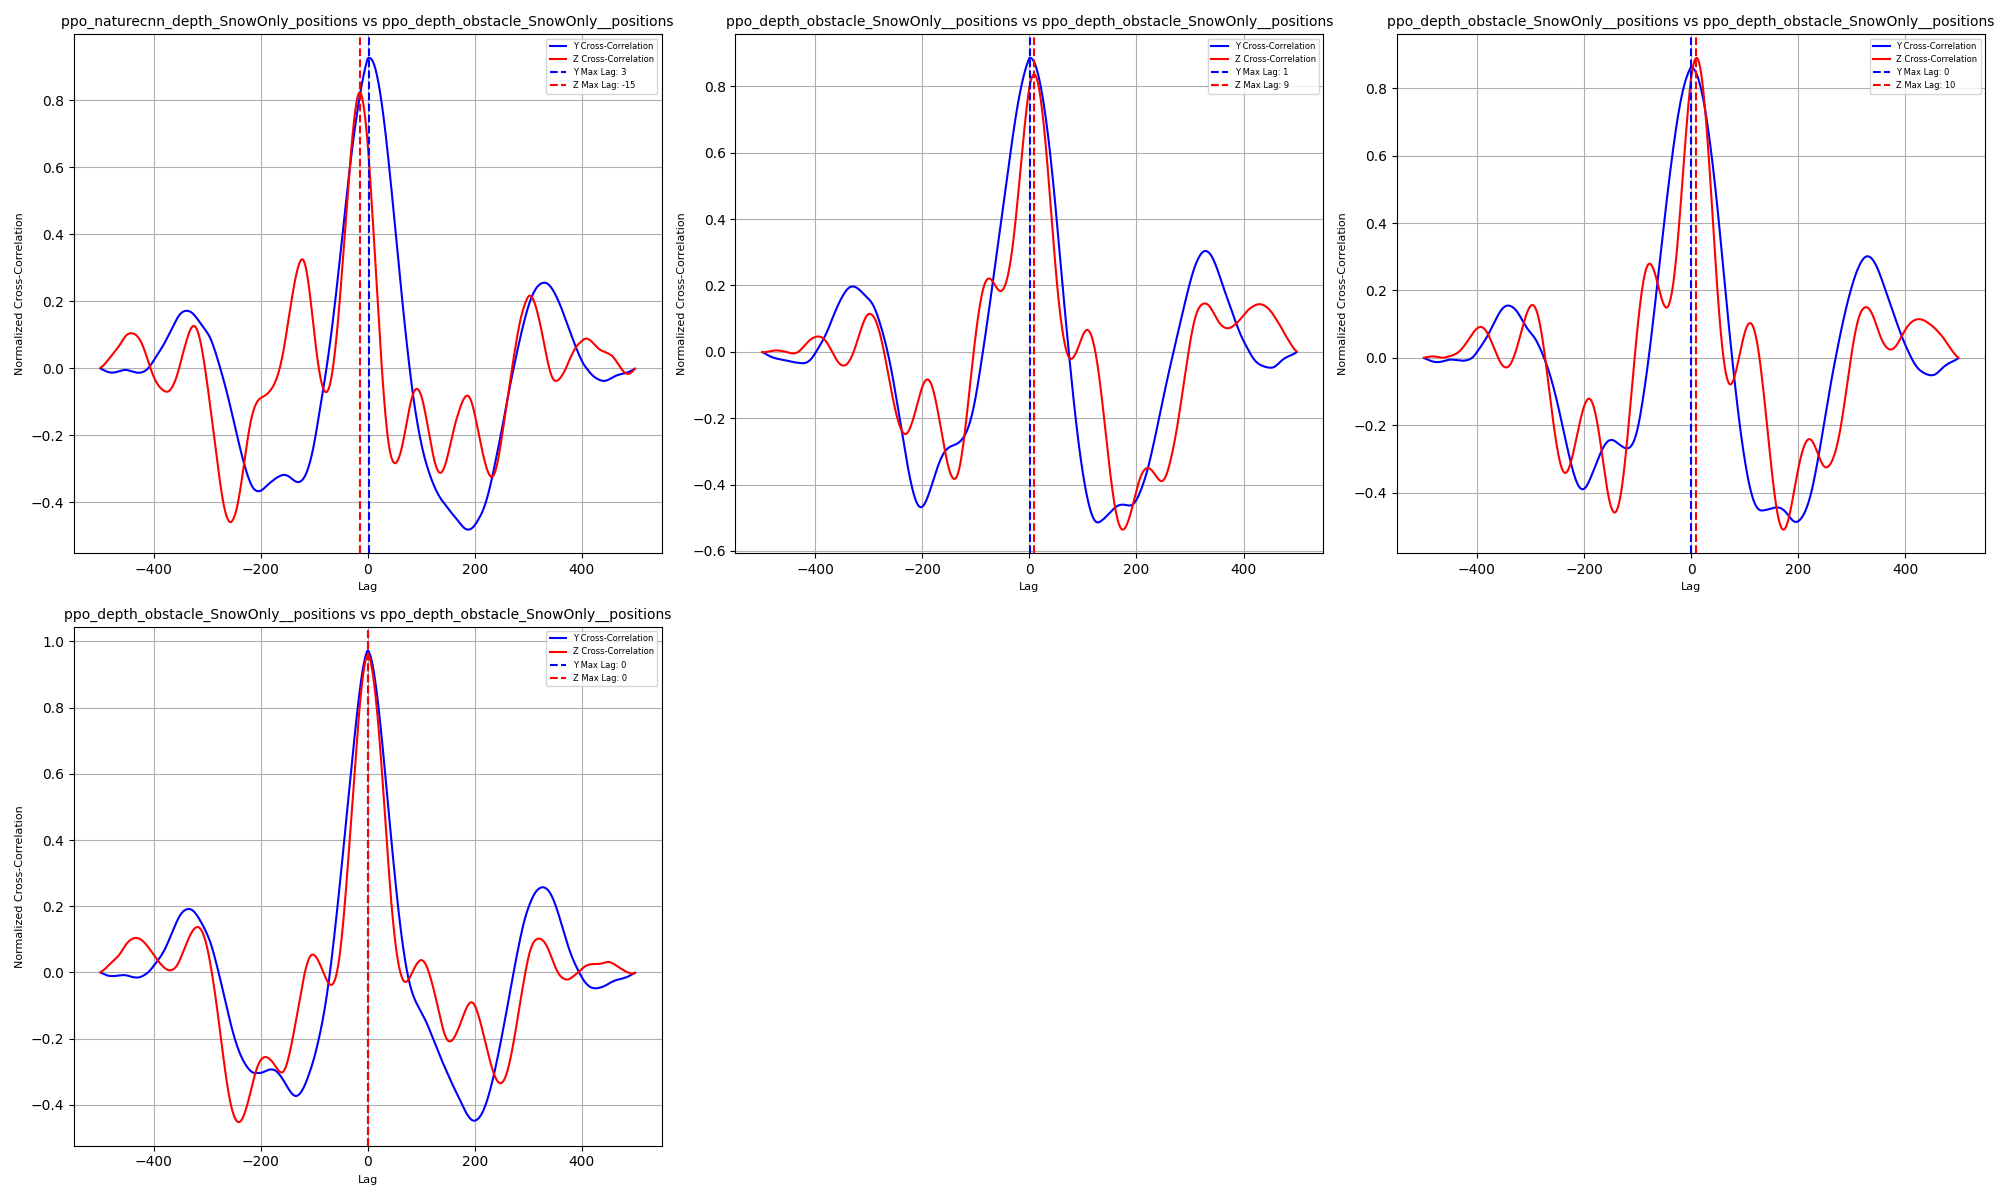 ppo_naturecnn_depth_SnowOnly_positions vs ppo_depth_obstacle_SnowOnly__positions
Y Cross-Correlation
Z Cross-Correlation
Y Max Lag: 3
Z Max Lag: -15
0.8
0.6
0.4
0.2
0.0
−0.2
−0.4
Normalized Cross-Correlation
−400 −200 0 200 400
Lag
ppo_depth_obstacle_SnowOnly__positions vs ppo_depth_obstacle_SnowOnly__positions
Y Cross-Correlation
Z Cross-Correlation
Y Max Lag: 1
Z Max Lag: 9
0.8
0.6
0.4
0.2
0.0
−0.2
−0.4
−0.6
Normalized Cross-Correlation
−400 −200 0 200 400
Lag
ppo_depth_obstacle_SnowOnly__positions vs ppo_depth_obstacle_SnowOnly__positions
Y Cross-Correlation
Z Cross-Correlation
Y Max Lag: 0
Z Max Lag: 10
0.8
0.6
0.4
0.2
0.0
−0.2
−0.4
Normalized Cross-Correlation
−400 −200 0 200 400
Lag
ppo_depth_obstacle_SnowOnly__positions vs ppo_depth_obstacle_SnowOnly__positions
Y Cross-Correlation
Z Cross-Correlation
Y Max Lag: 0
Z Max Lag: 0
1.0
0.8
0.6
0.4
0.2
0.0
−0.2
−0.4
Normalized Cross-Correlation
−400 −200 0 200 400
Lag